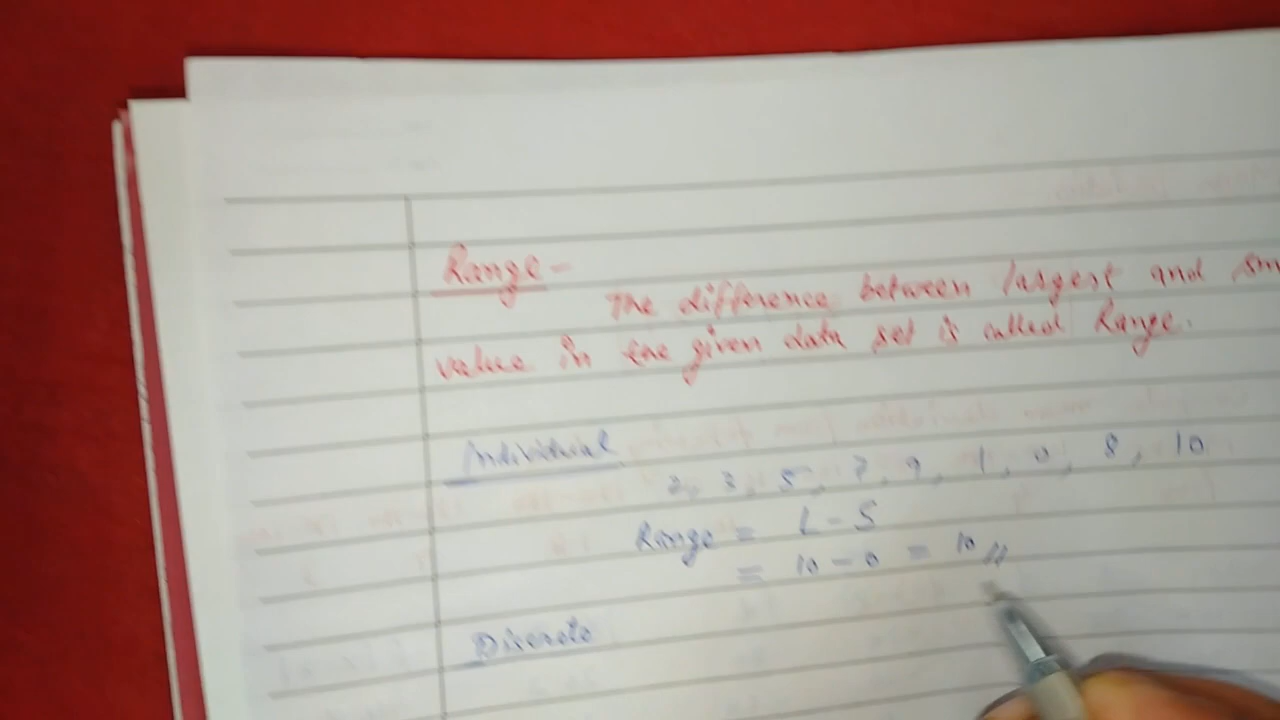 Range -
The difference between largest and sm
value in the given data set is called Range.
Individual
2, 3, 5, 7, 9, 1, 0, 8, 10
Range = L - S
= 10 - 0 = 10 //
Discrete